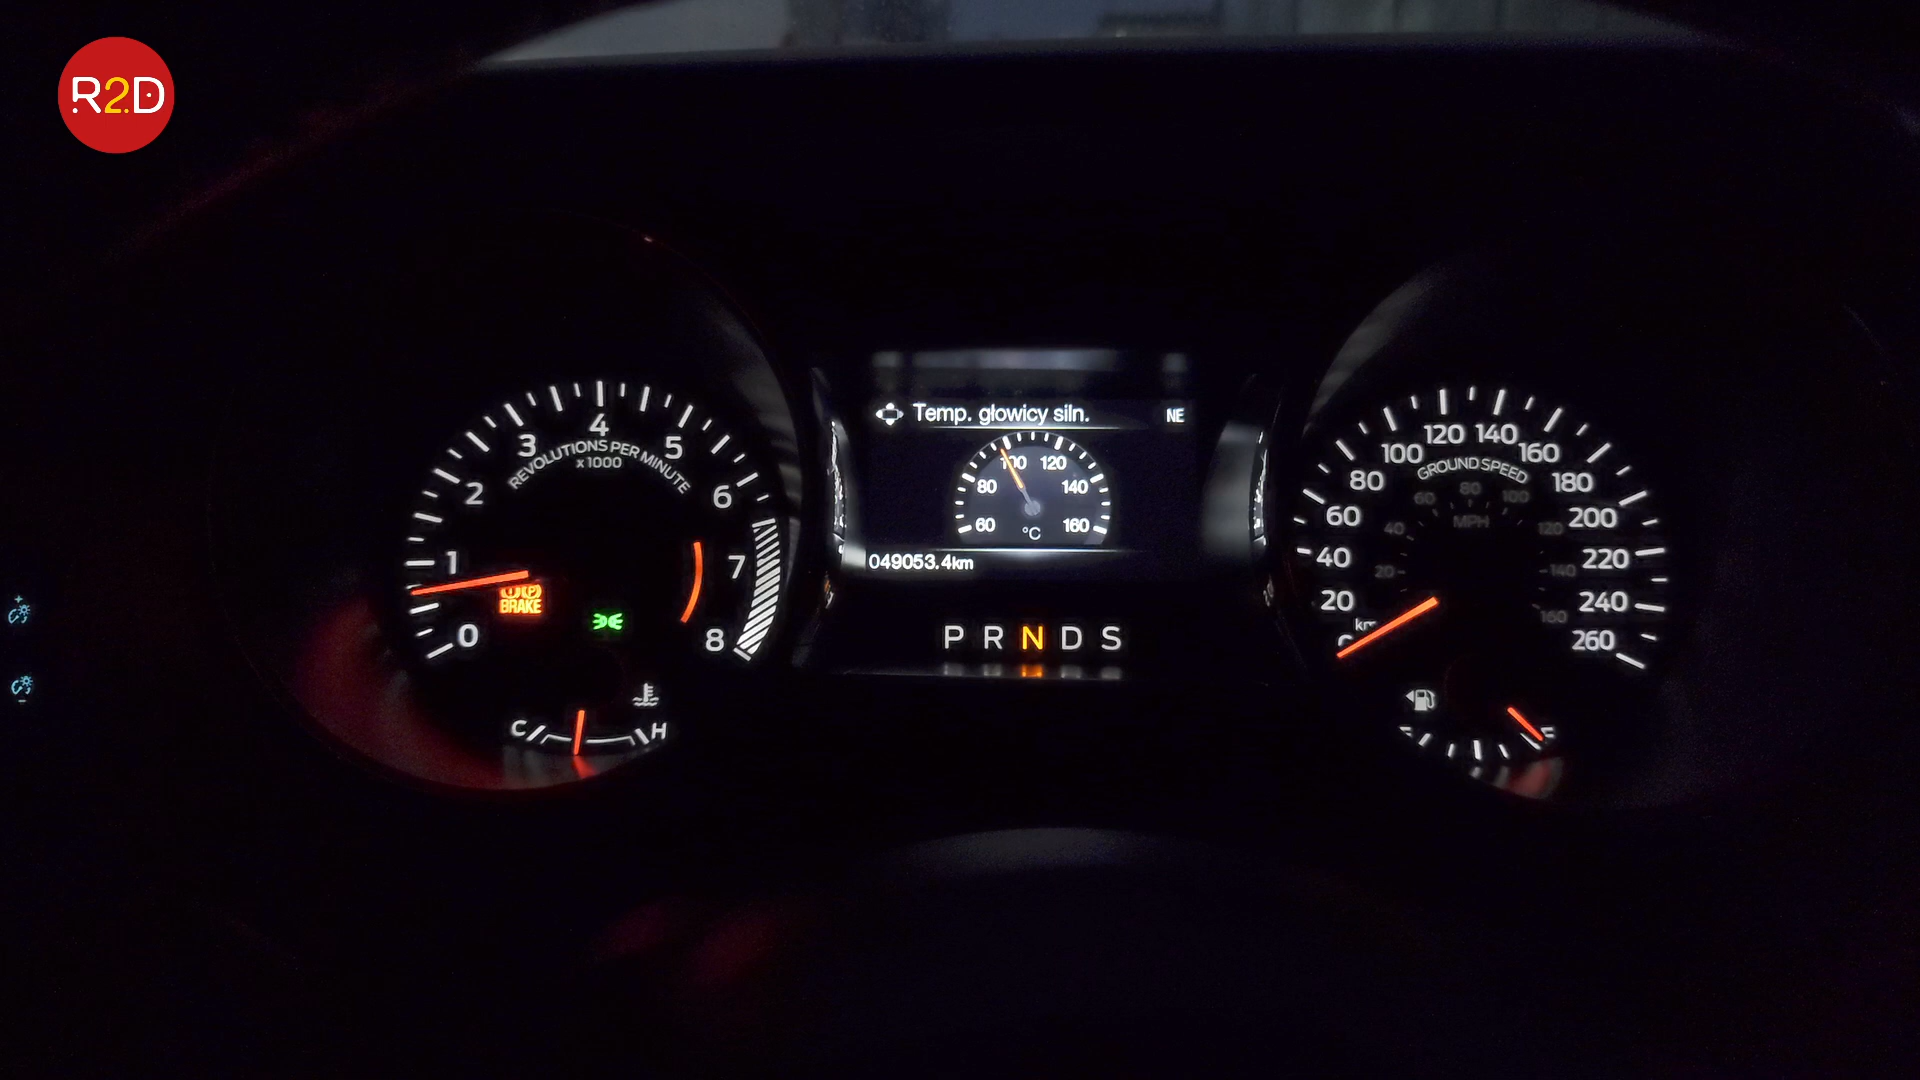 R2D
Temp. głowicy siln.
NE
100 120
80 140
60 °C 160
049053.4km
P R N D S
0 1 2 3 4 5 6 7 8
REVOLUTIONS PER MINUTE
x1000
BRAKE
C H
20 40 60 80 100 120 140 160 180 200 220 240 260
GROUND SPEED
20 40 60 80 100 120 140 160
MPH